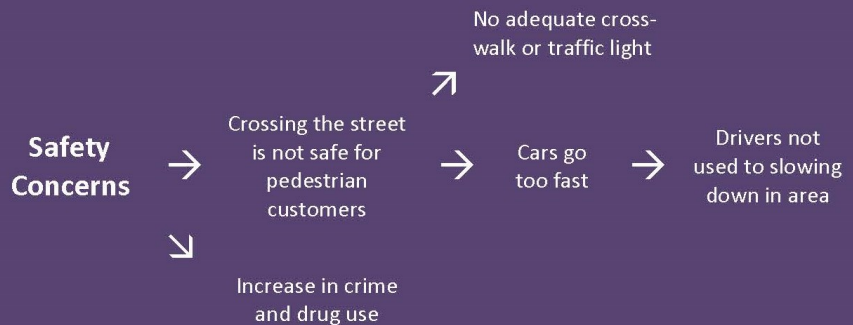 No adequate cross-
walk or traffic light
Safety
Concerns
Crossing the street
is not safe for
pedestrian
customers
Cars go
too fast
Drivers not
used to slowing
down in area
Increase in crime
and drug use